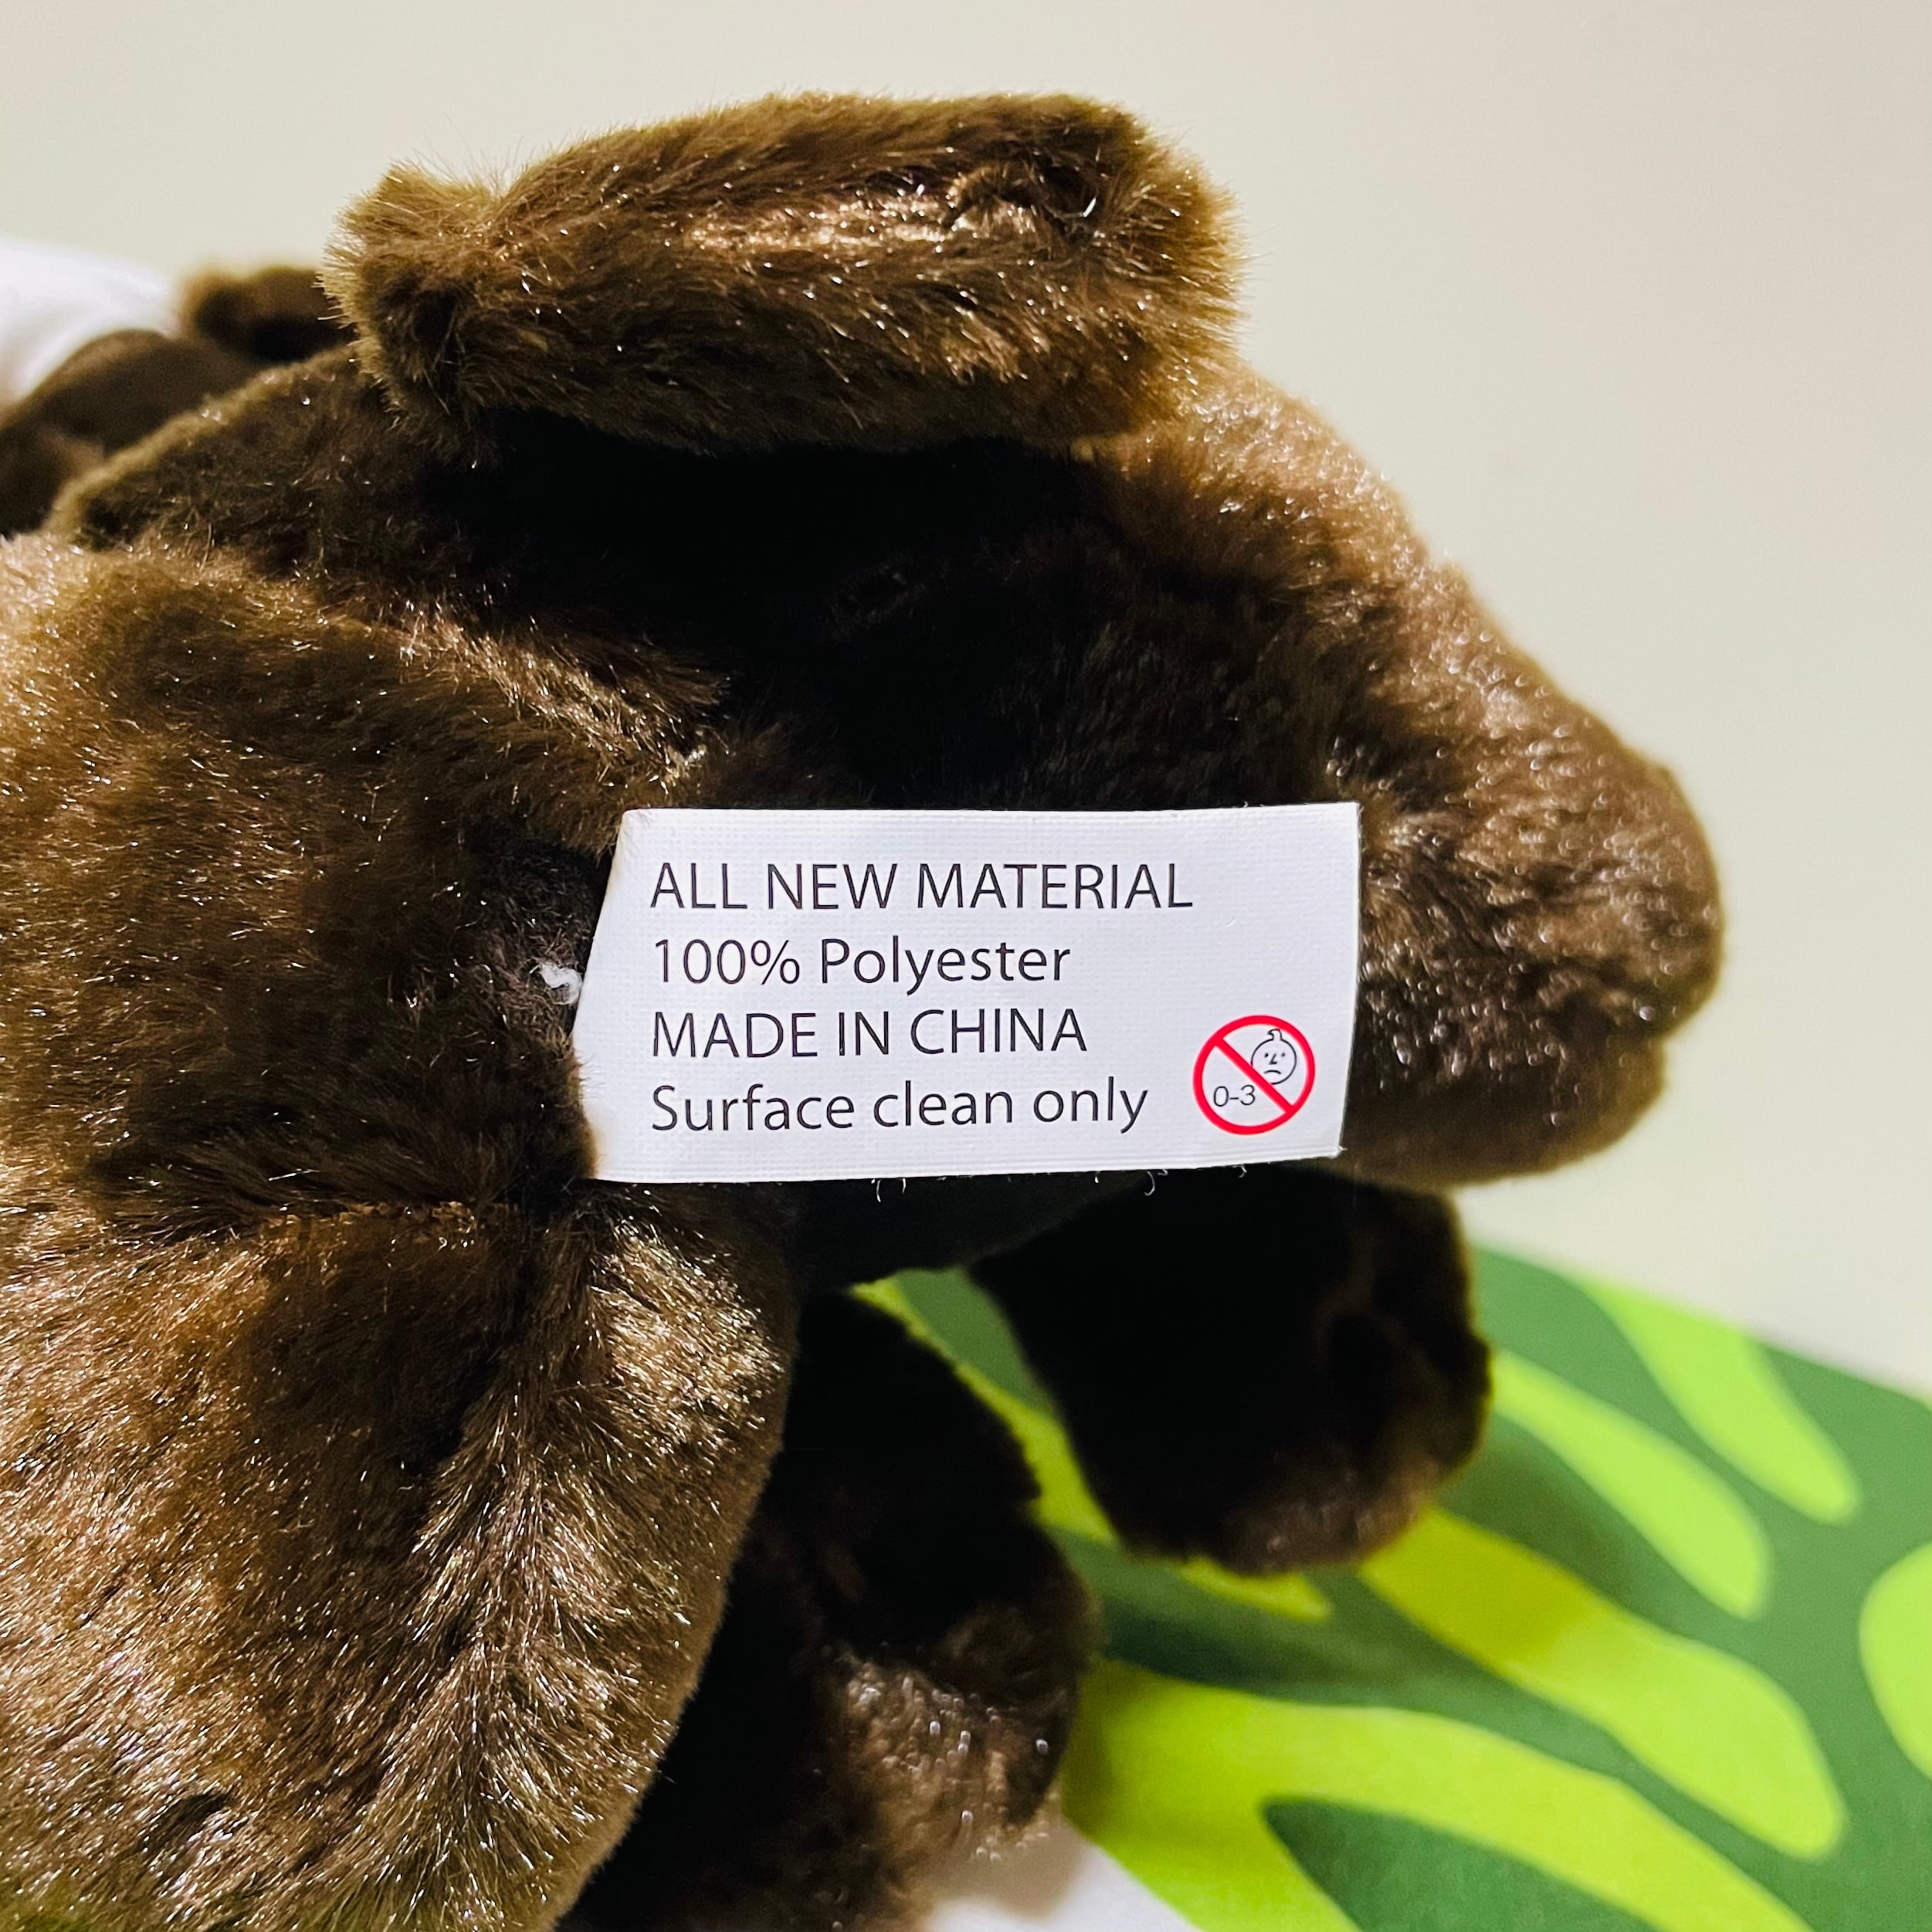 ALL NEW MATERIAL
100% Polyester
MADE IN CHINA
Surface clean only
0-3